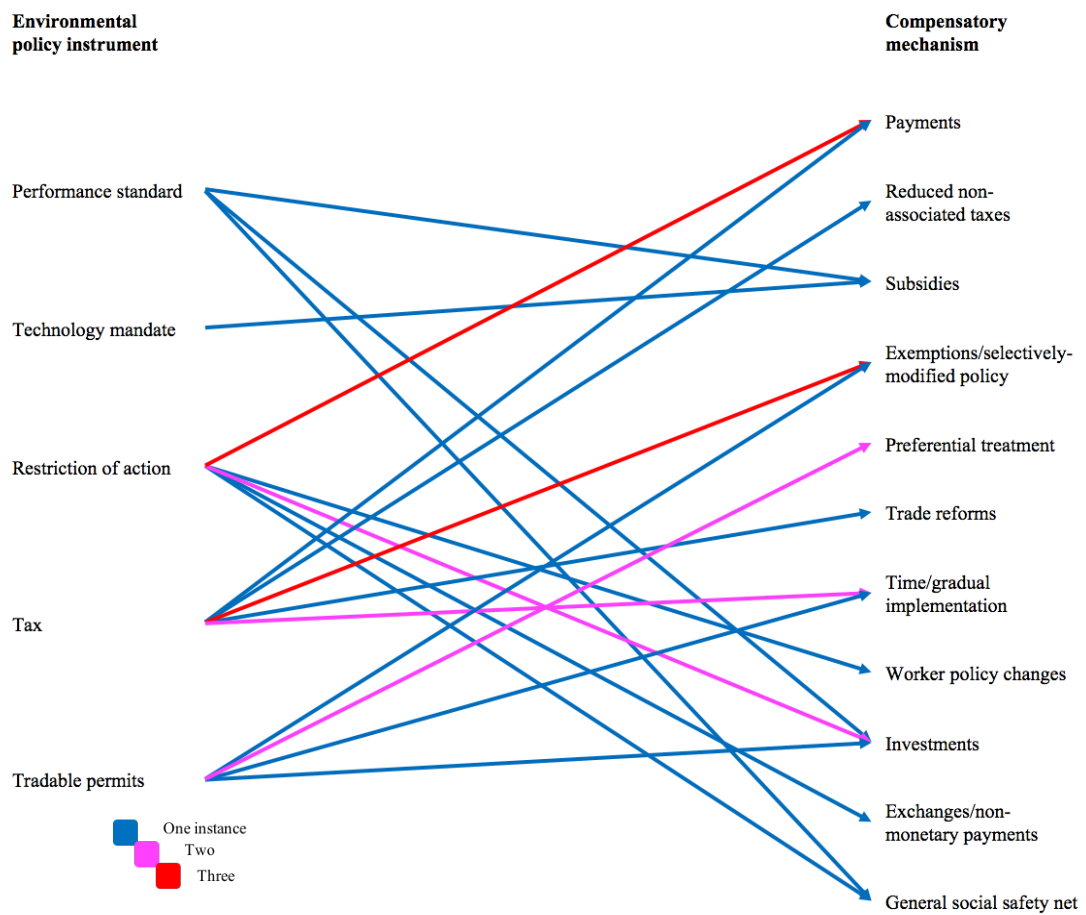 Environmental
policy instrument
Compensatory
mechanism
Performance standard
Technology mandate
Restriction of action
Tax
Tradable permits
Payments
Reduced non-
associated taxes
Subsidies
Exemptions/selectively-
modified policy
Preferential treatment
Trade reforms
Time/gradual
implementation
Worker policy changes
Investments
Exchanges/non-
monetary payments
General social safety net
One instance
Two
Three